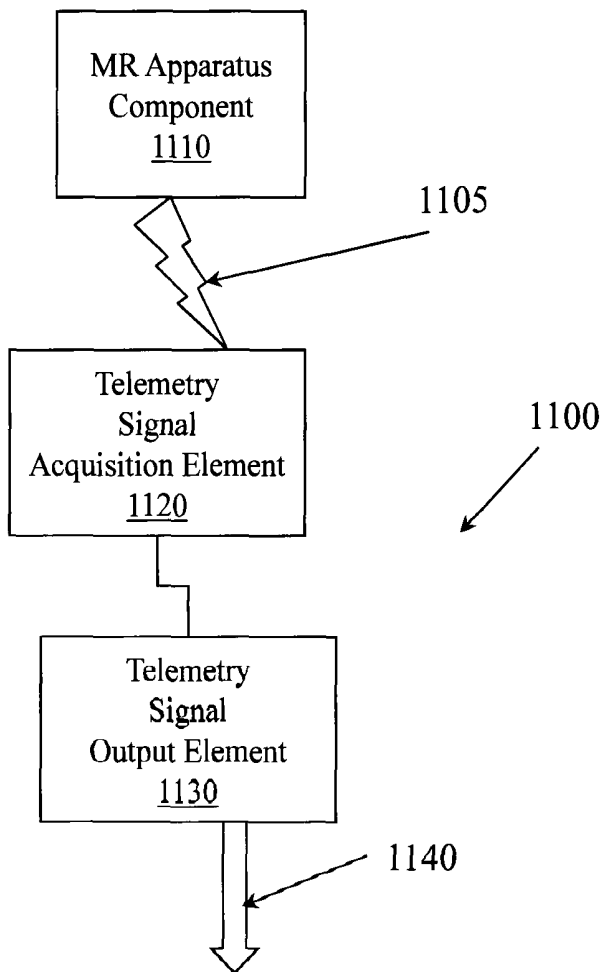 MR Apparatus
Component
1110
1105
Telemetry
Signal
Acquisition Element
1120
1100
Telemetry
Signal
Output Element
1130
1140